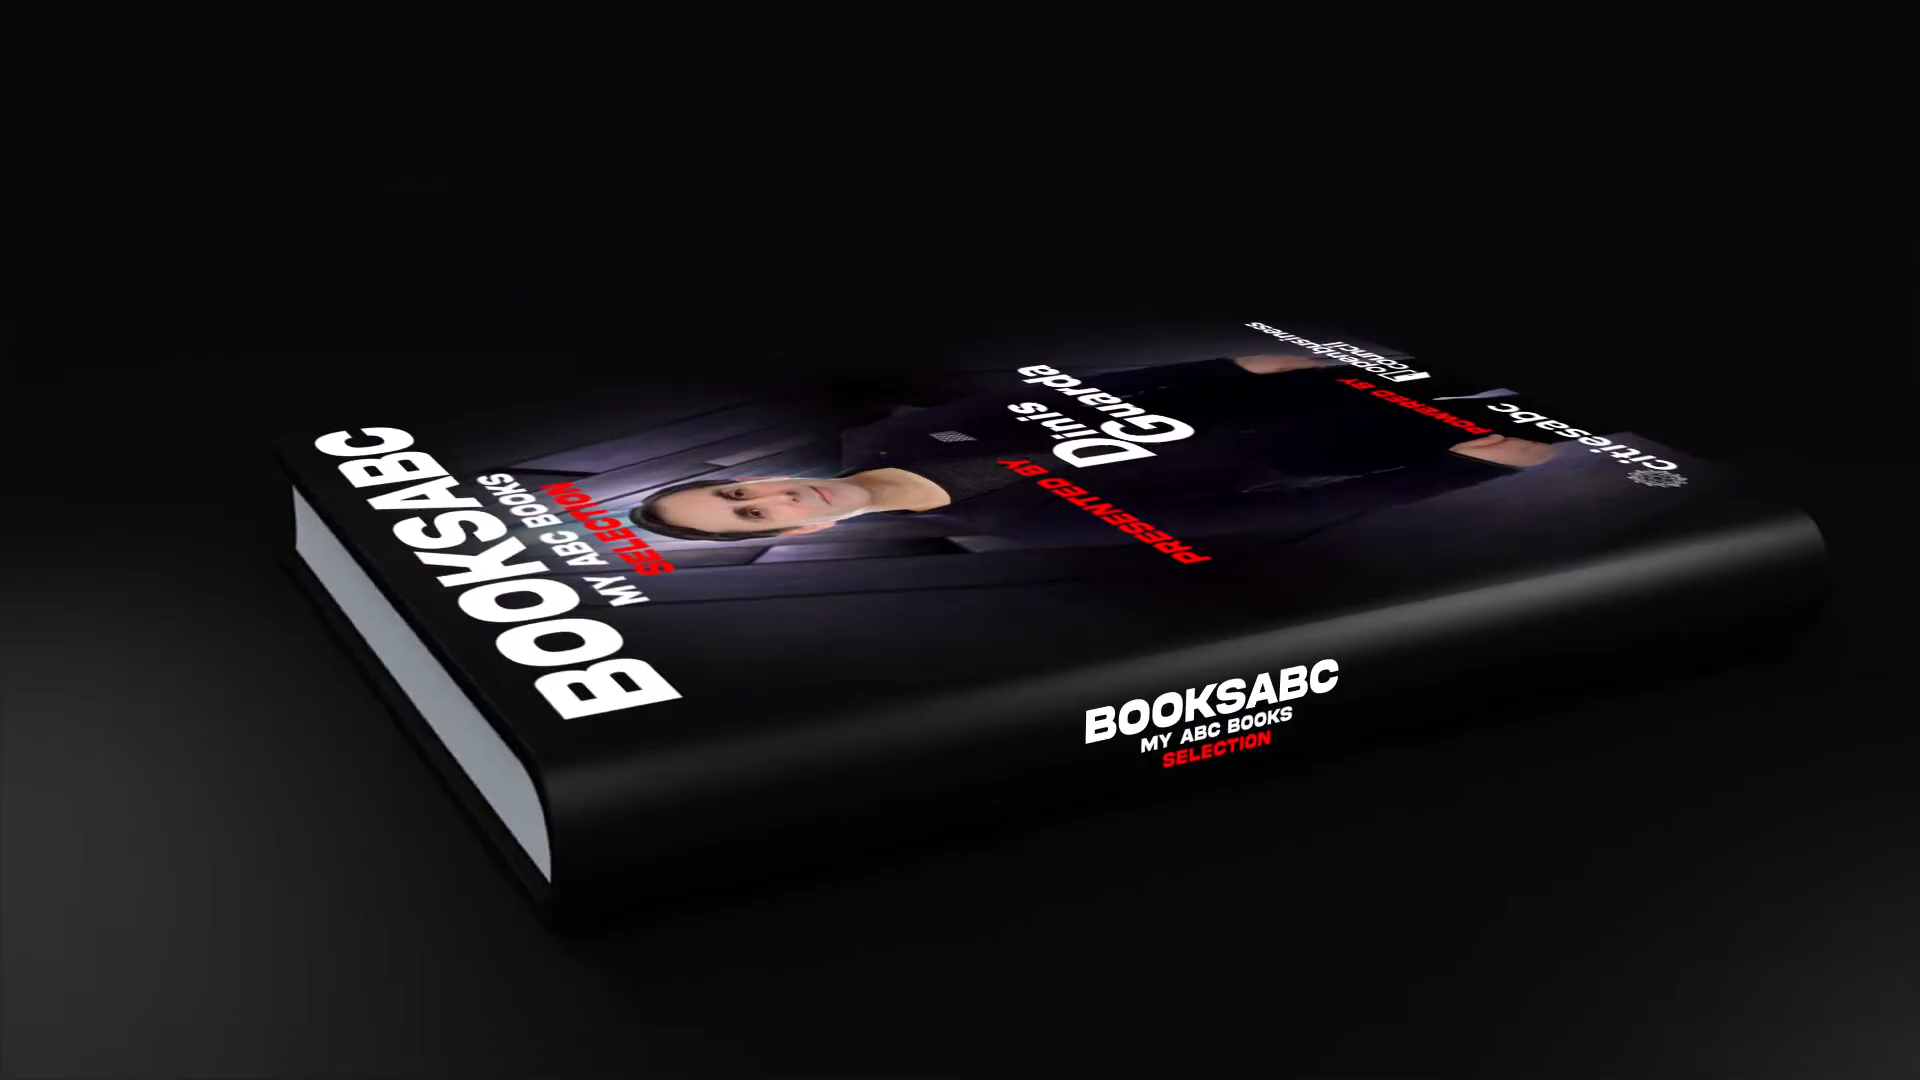 BOOKSABC
MY ABC BOOKS
SELECTION
PRESENTED BY
Dinis
Guarda
POWERED BY
citiesabc
openbusiness
council
BOOKSABC
MY ABC BOOKS
SELECTION